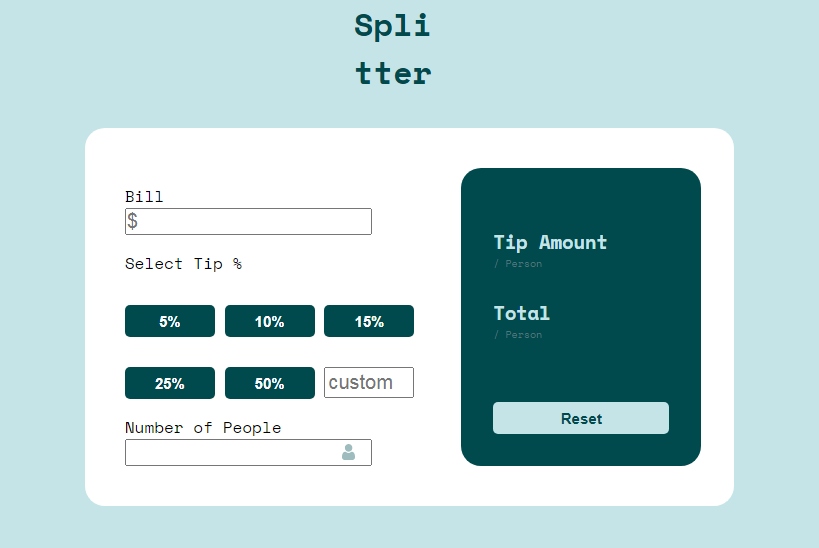 Spli
tter
Bill
$
Select Tip %
5% 10% 15%
25% 50% custom
Number of People
Tip Amount
/ Person
Total
/ Person
Reset